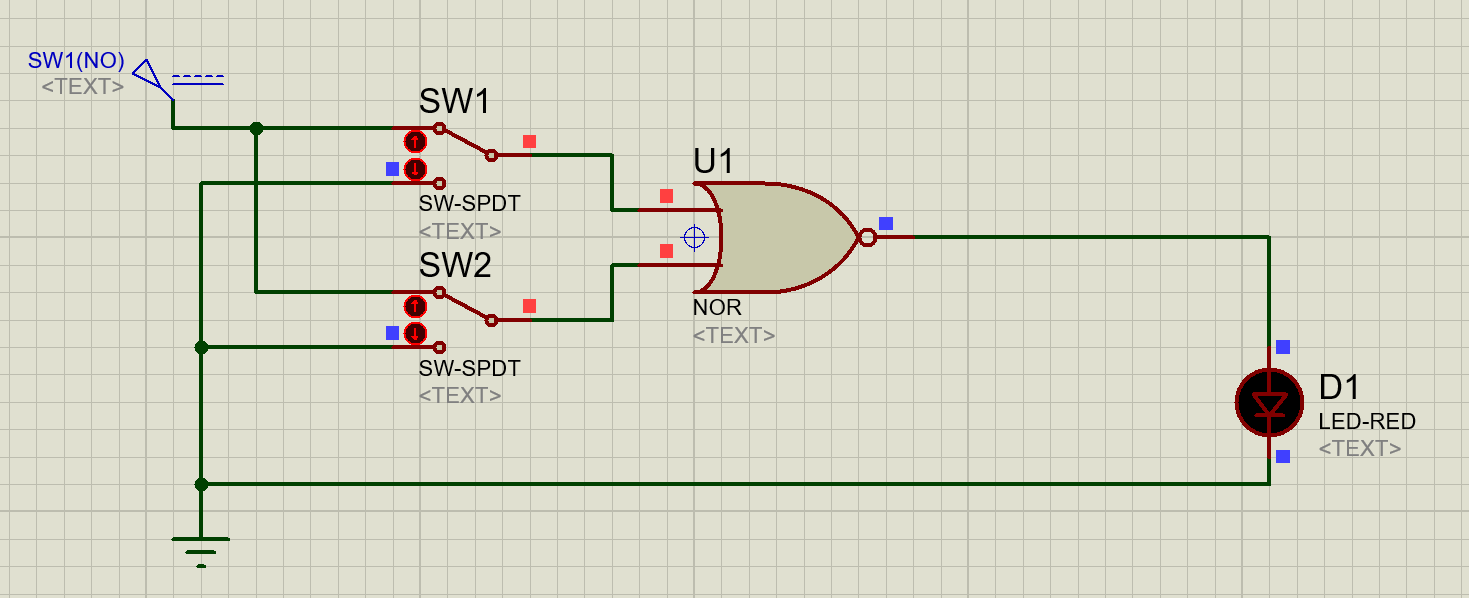 SW1(NO)
<TEXT>
SW1
SW-SPDT
<TEXT>
SW2
SW-SPDT
<TEXT>
U1
NOR
<TEXT>
D1
LED-RED
<TEXT>